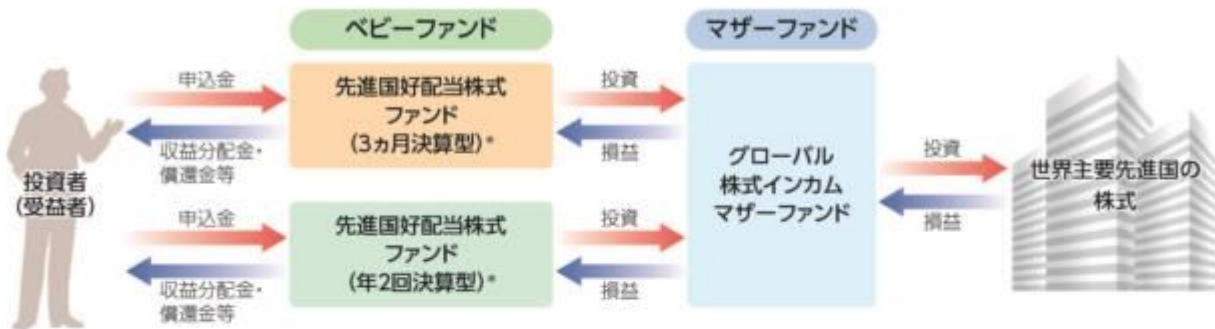 ベビーファンド
マザーファンド
投資者
(受益者)
申込金
収益分配金・
償還金等
先進国好配当株式
ファンド
(3ヵ月決算型)*
投資
損益
申込金
収益分配金・
償還金等
先進国好配当株式
ファンド
(年2回決算型)*
投資
損益
グローバル
株式インカム
マザーファンド
投資
損益
世界主要先進国の
株式